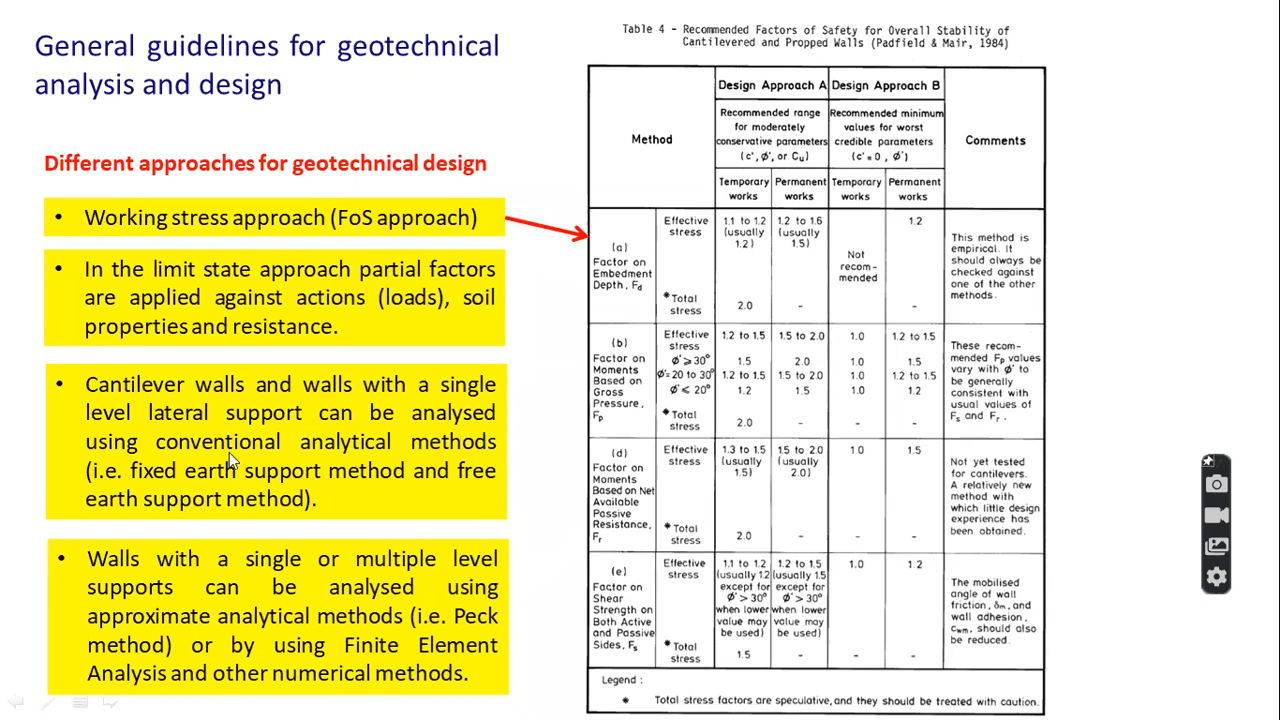 General guidelines for geotechnical
analysis and design
Different approaches for geotechnical design
• Working stress approach (FoS approach)
• In the limit state approach partial factors
are applied against actions (loads), soil
properties and resistance.
• Cantilever walls and walls with a single
level lateral support can be analysed
using conventional analytical methods
(i.e. fixed earth support method and free
earth support method).
• Walls with a single or multiple level
supports can be analysed using
approximate analytical methods (i.e. Peck
method) or by using Finite Element
Analysis and other numerical methods.
Table 4 - Recommended Factors of Safety for Overall Stability of
Cantilevered and Propped Walls (Padfield & Mair, 1984)
Method
Design Approach A
Design Approach B
Comments
Recommended range
for moderately
conservative parameters
(c', ø', or Cu)
Recommended minimum
values for worst
credible parameters
(c'=0, ø')
Temporary
works
Permanent
works
Temporary
works
Permanent
works
(a)
Factor on
Embedment
Depth, Fd
Effective
stress
1.1 to 1.2
(usually
1.2)
1.2 to 1.6
(usually
1.5)
Not
recom-
mended
1.2
This method is
empirical. It
should always be
checked against
one of the other
methods.
* Total
stress
2.0
-
-
(b)
Factor on
Moments
Based on
Gross
Pressure,
Fp
Effective
stress
1.2 to 1.5
1.5 to 2.0
1.0
1.2 to 1.5
ø'⩾30°
1.5
2.0
1.0
1.5
ø'=20 to 30°
1.2 to 1.5
1.5 to 2.0
1.0
1.2 to 1.5
ø'⩽20°
1.2
1.5
1.0
1.2
* Total
stress
2.0
-
-
-
These recom-
mended Fp values
vary with ø' to
be generally
consistent with
usual values of
Fs and Fr.
(d)
Factor on
Moments
Based on Net
Available
Passive
Resistance,
Fr
Effective
stress
1.3 to 1.5
(usually
1.5)
1.5 to 2.0
(usually
2.0)
1.0
1.5
* Total
stress
2.0
-
-
-
Not yet tested
for cantilevers.
A relatively new
method with
which little design
experience has
been obtained.
(e)
Factor on
Shear
Strength on
Both Active
and Passive
Sides, Fs
Effective
stress
1.1 to 1.2
(usually 1.2
except for
ø' > 30°
when lower
value may
be used)
1.2 to 1.5
(usually 1.5
except for
ø' > 30°
when lower
value may
be used)
1.0
1.2
* Total
stress
1.5
-
-
-
The mobilised
angle of wall
friction, δm, and
wall adhesion,
cwm, should also
be reduced.
Legend :
* Total stress factors are speculative, and they should be treated with caution.